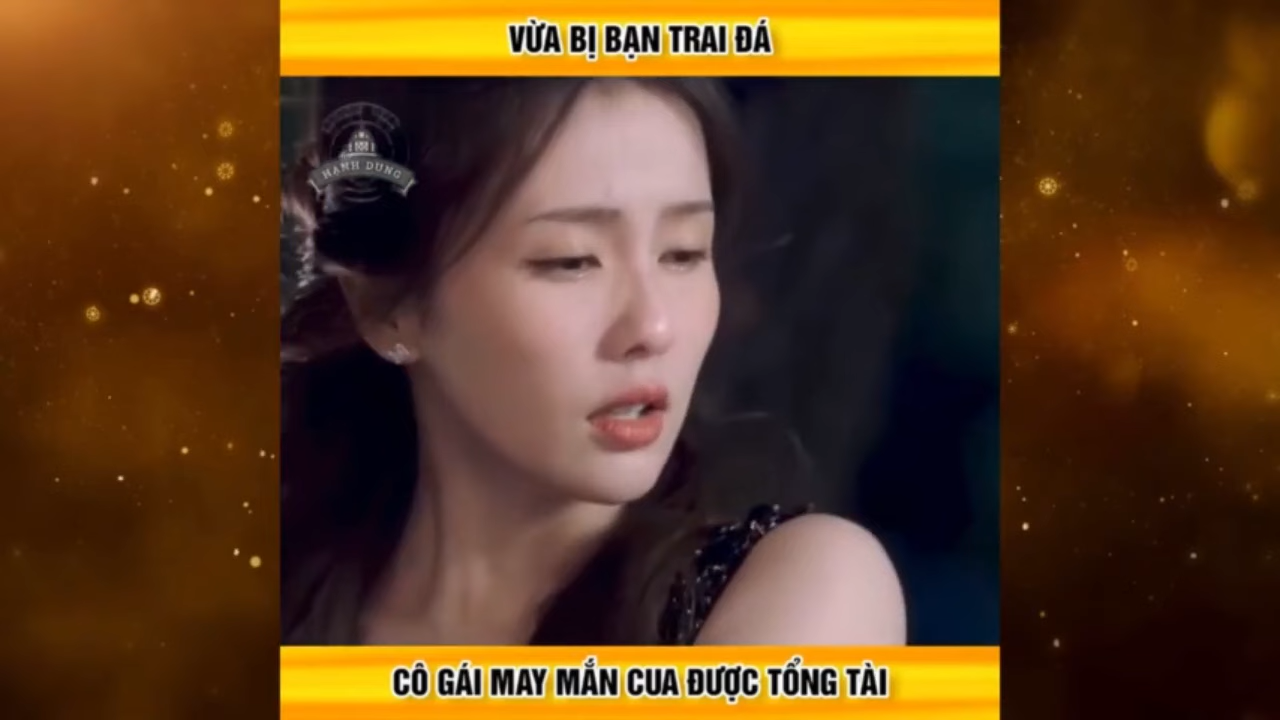 VỪA BỊ BẠN TRAI ĐÁ
HẠNH DUNG
CÔ GÁI MAY MẮN CUA ĐƯỢC TỔNG TÀI